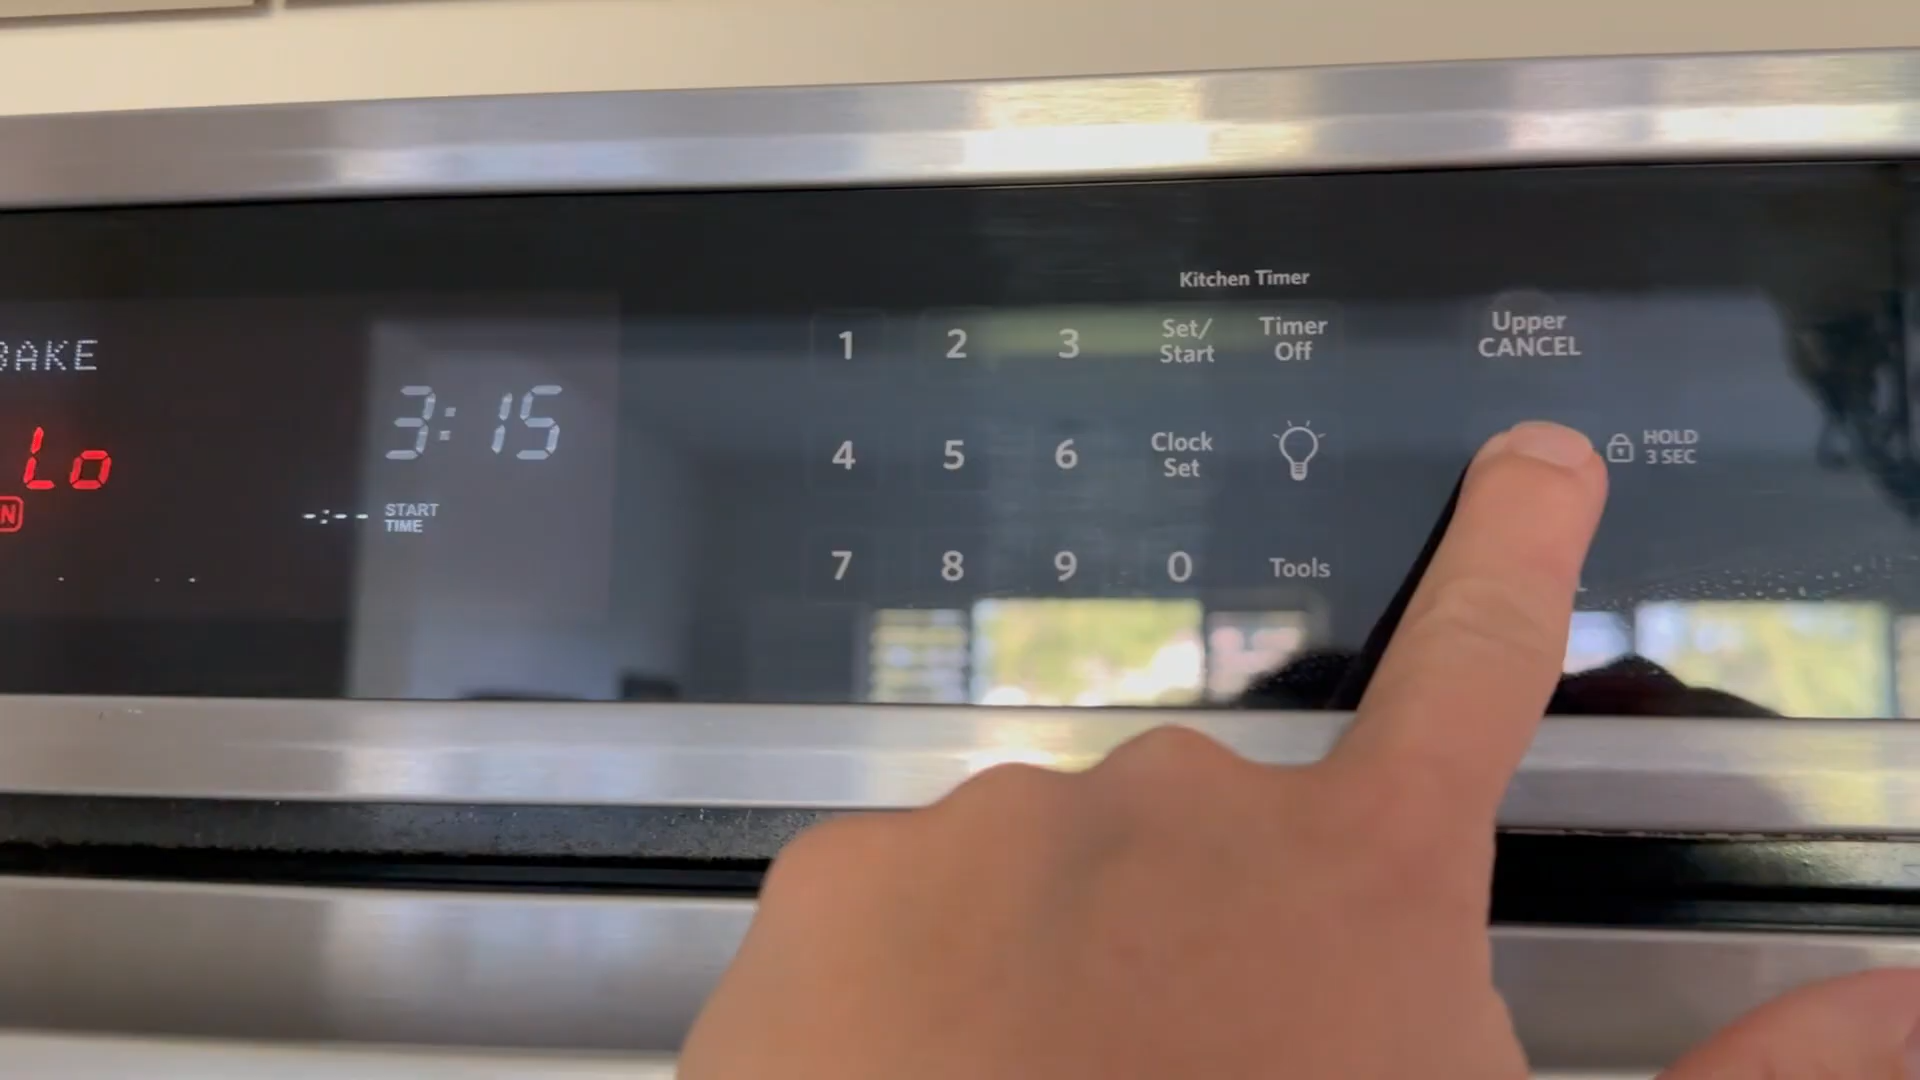 BAKE
Lo
3:15
-:-- START
TIME
Kitchen Timer
1 2 3 Set/
Start Timer
Off
Upper
CANCEL
4 5 6 Clock
Set
HOLD
3 SEC
7 8 9 0 Tools